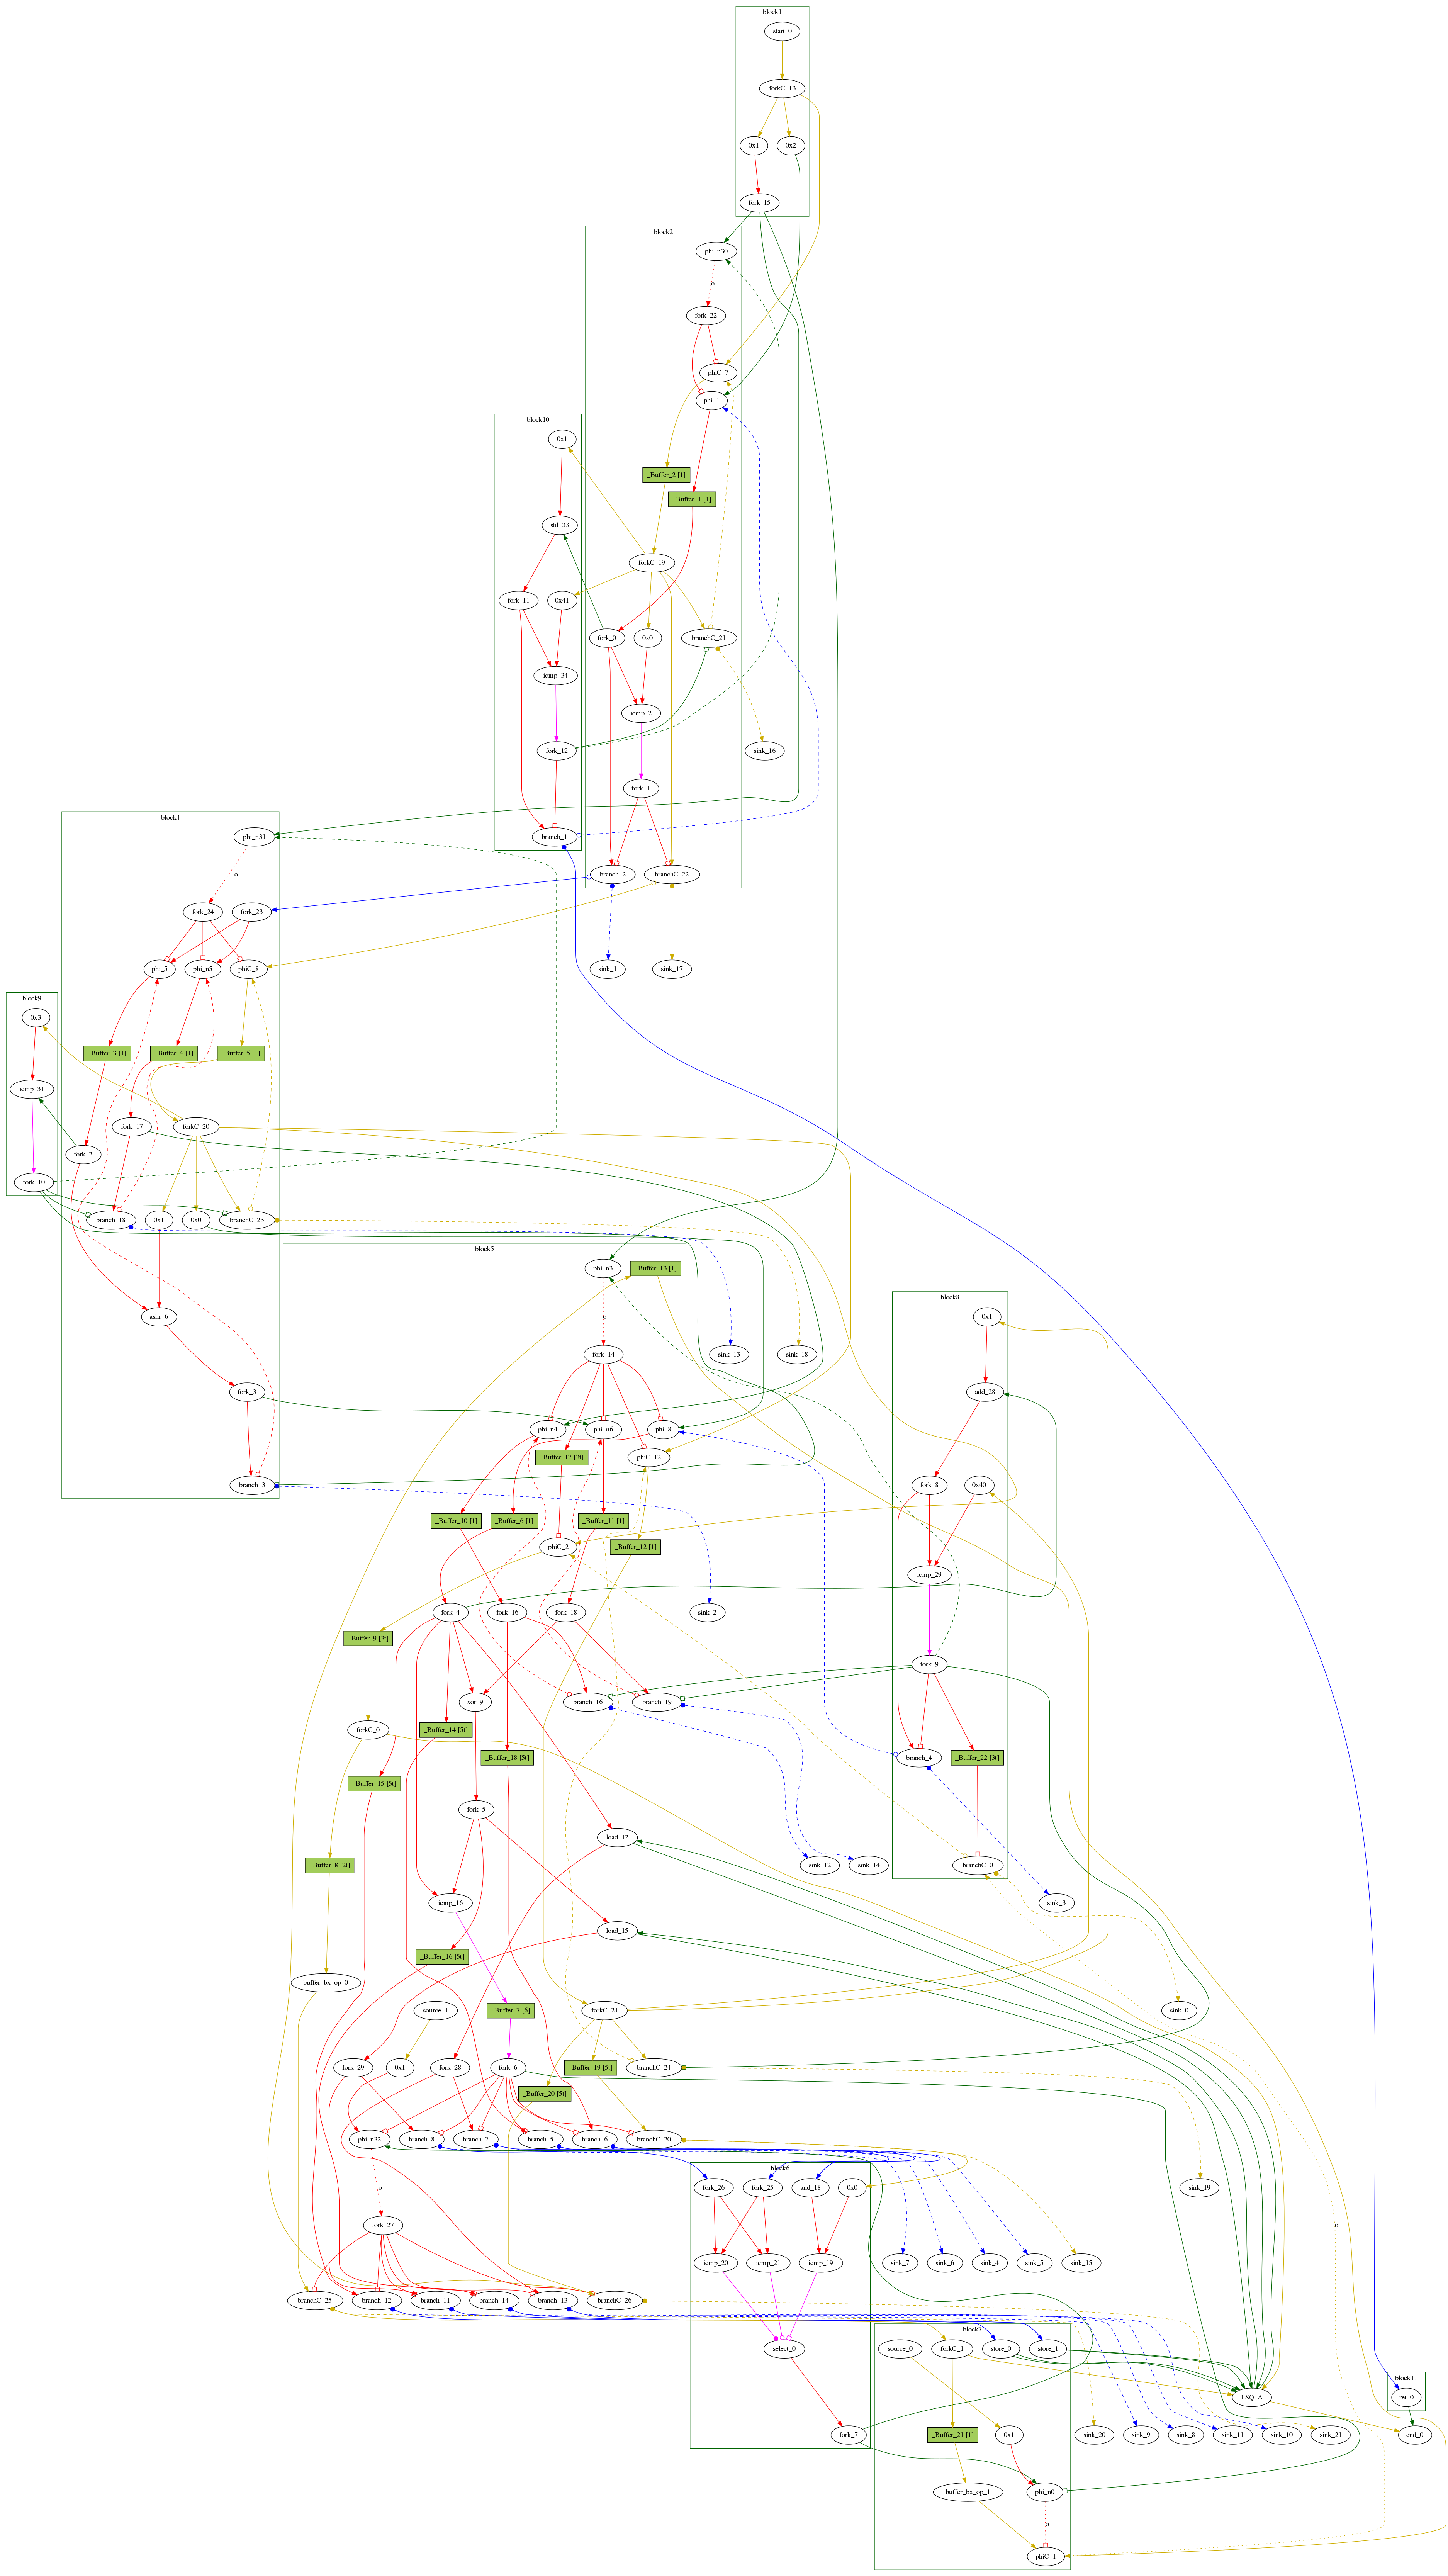 block1
start_0
forkC_13
0x1
0x2
fork_15
block2
phi_n30
o
fork_22
phiC_7
phi_1
block10
0x1
_Buffer_2 [1]
_Buffer_1 [1]
shl_33
forkC_19
fork_11
0x41
fork_0
0x0
branchC_21
icmp_34
icmp_2
fork_12
sink_16
fork_1
block4
phi_n31
branch_1
o
branch_2
branchC_22
fork_24
fork_23
phi_5
phi_n5
phiC_8
sink_1
sink_17
block9
0x3
_Buffer_3 [1]
_Buffer_4 [1]
_Buffer_5 [1]
icmp_31
fork_17
forkC_20
fork_2
fork_10
branch_18
0x1
0x0
branchC_23
block5
phi_n3
_Buffer_13 [1]
block8
ashr_6
o
0x1
fork_14
sink_13
sink_18
fork_3
add_28
phi_n4
phi_n6
phi_8
_Buffer_17 [3t]
phiC_12
branch_3
fork_8
0x40
_Buffer_10 [1]
_Buffer_6 [1]
_Buffer_11 [1]
phiC_2
_Buffer_12 [1]
icmp_29
fork_4
fork_16
fork_18
sink_2
_Buffer_9 [3t]
fork_9
xor_9
branch_16
branch_19
forkC_0
_Buffer_14 [5t]
_Buffer_18 [5t]
branch_4
_Buffer_22 [3t]
_Buffer_15 [5t]
fork_5
load_12
_Buffer_8 [2t]
sink_12
sink_14
branchC_0
icmp_16
sink_3
load_15
_Buffer_16 [5t]
buffer_bx_op_0
source_1
_Buffer_7 [6]
forkC_21
sink_0
fork_29
0x1
fork_28
fork_6
_Buffer_19 [5t]
branchC_24
_Buffer_20 [5t]
phi_n32
branch_8
branch_7
branch_5
branch_6
branchC_20
block6
o
fork_26
fork_25
and_18
0x0
sink_19
fork_27
o
icmp_20
icmp_21
icmp_19
sink_7
sink_6
sink_4
sink_5
sink_15
branchC_25
branch_12
branch_11
branch_14
branch_13
branchC_26
block7
select_0
source_0
forkC_1
store_0
store_1
block11
ret_0
LSQ_A
fork_7
_Buffer_21 [1]
0x1
sink_20
sink_9
sink_8
sink_11
sink_10
sink_21
end_0
buffer_bx_op_1
phi_n0
o
phiC_1